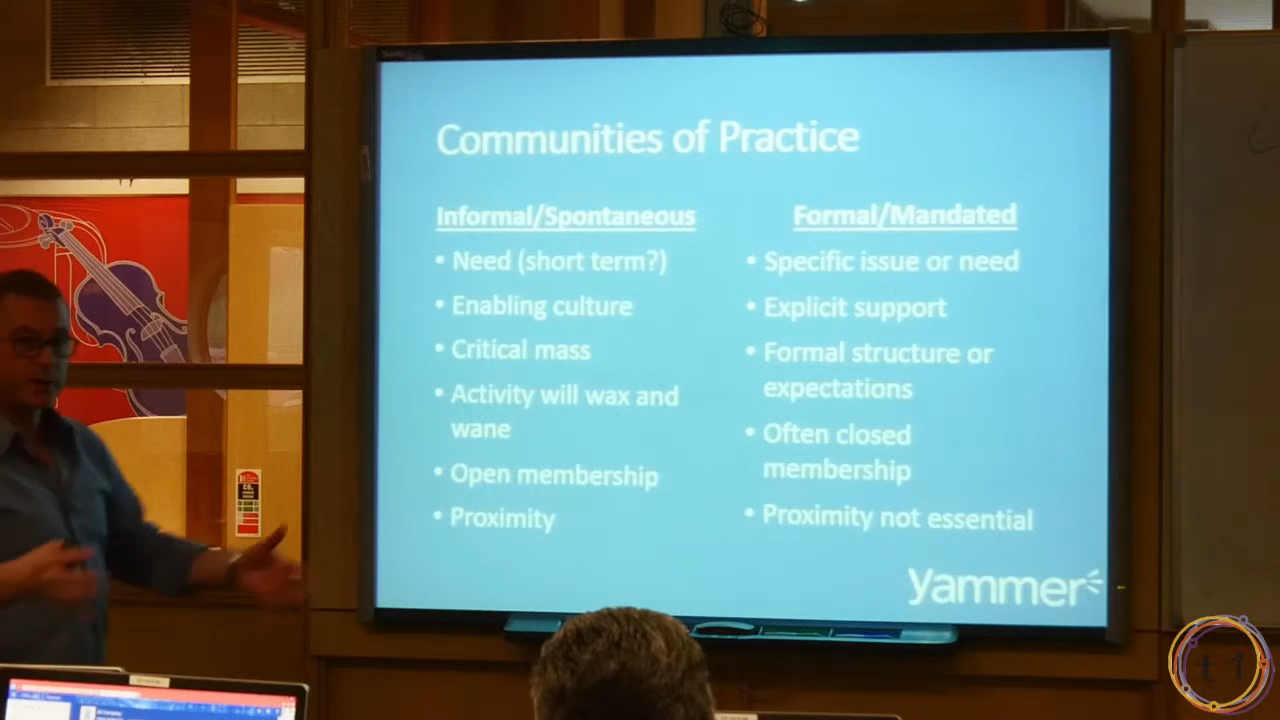 Communities of Practice
Informal/Spontaneous
• Need (short term?)
• Enabling culture
• Critical mass
• Activity will wax and
wane
• Open membership
• Proximity
Formal/Mandated
• Specific issue or need
• Explicit support
• Formal structure or
expectations
• Often closed
membership
• Proximity not essential
yammer
CO₂
t1